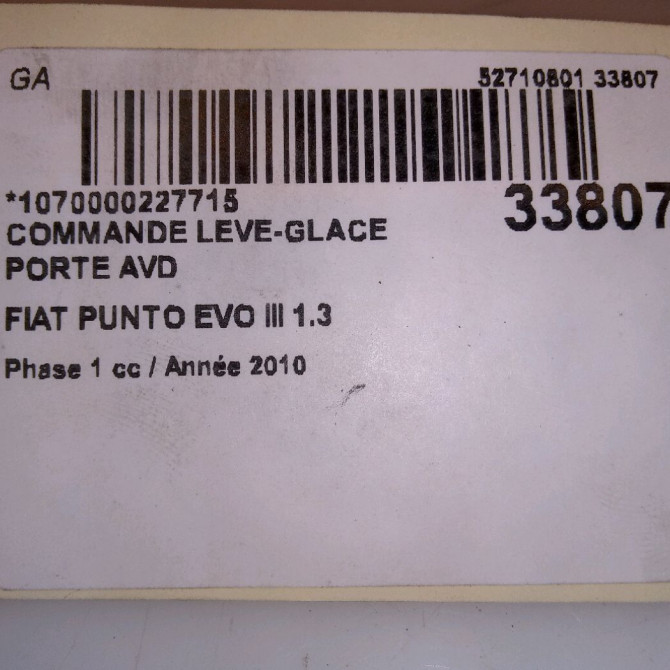 GA
52710801 33807
*1070000227715
33807
COMMANDE LEVE-GLACE
PORTE AVD
FIAT PUNTO EVO III 1.3
Phase 1 cc / Année 2010